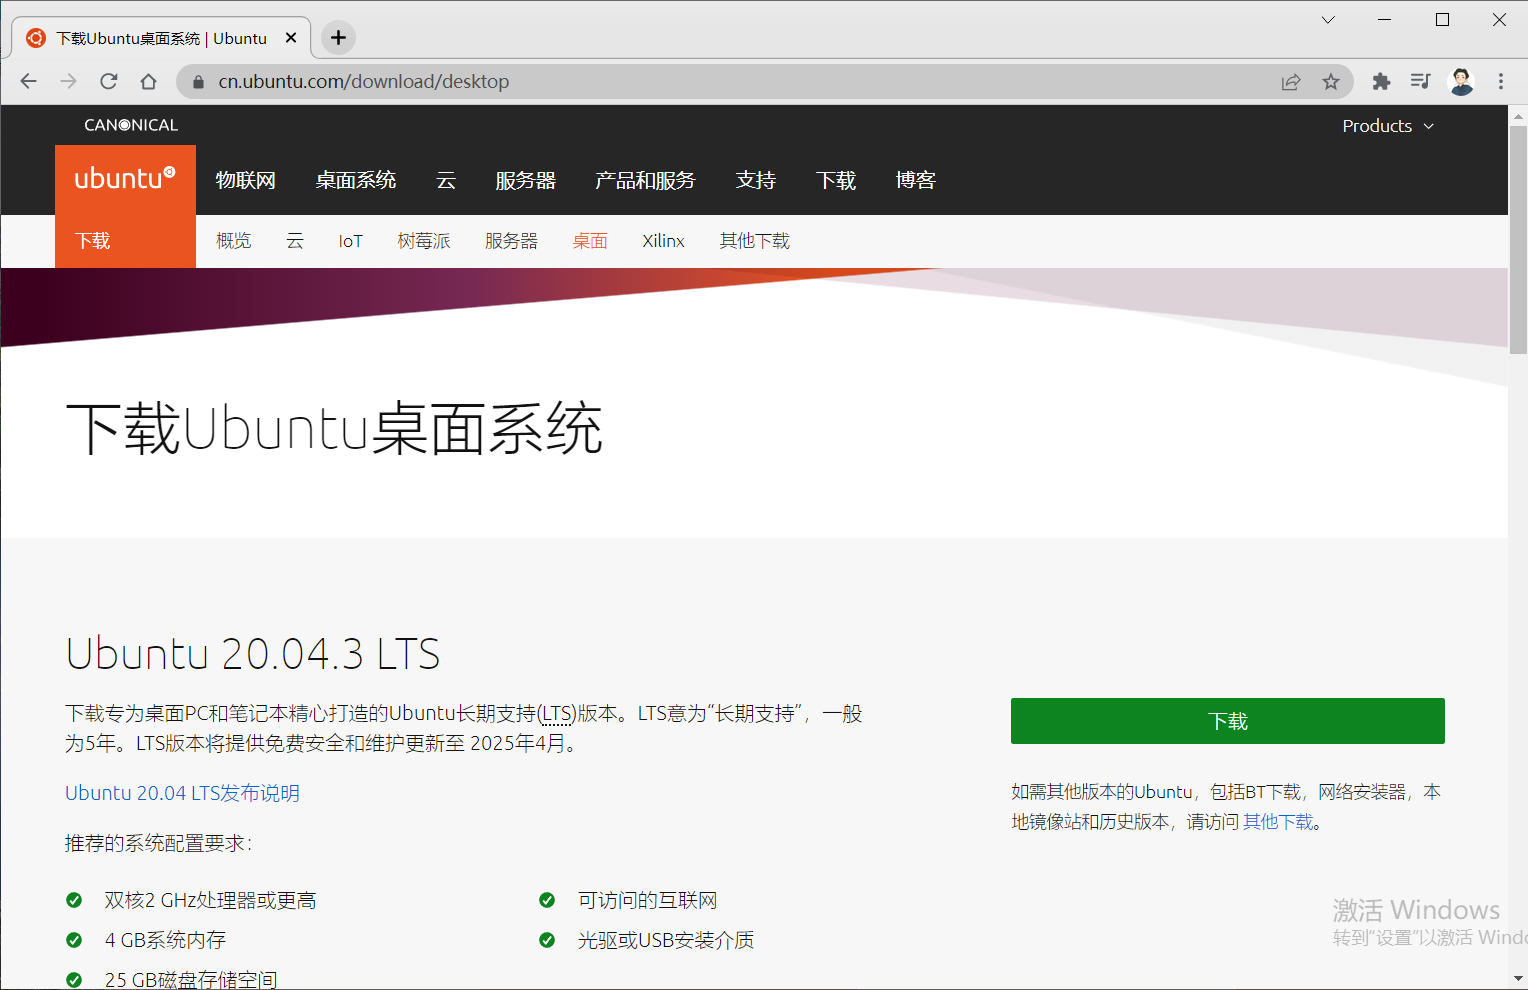 下载Ubuntu桌面系统 | Ubuntu
cn.ubuntu.com/download/desktop
CANONICAL
Products
ubuntu
物联网 桌面系统 云 服务器 产品和服务 支持 下载 博客
下载 概览 云 IoT 树莓派 服务器 桌面 Xilinx 其他下载
下载Ubuntu桌面系统
Ubuntu 20.04.3 LTS
下载专为桌面PC和笔记本精心打造的Ubuntu长期支持(LTS)版本。LTS意为“长期支持”，一般
为5年。LTS版本将提供免费安全和维护更新至 2025年4月。
Ubuntu 20.04 LTS发布说明
推荐的系统配置要求：
双核2 GHz处理器或更高
4 GB系统内存
25 GB磁盘存储空间
可访问的互联网
光驱或USB安装介质
下载
如需其他版本的Ubuntu，包括BT下载，网络安装器，本
地镜像站和历史版本，请访问 其他下载。
激活 Windows
转到“设置”以激活 Windo